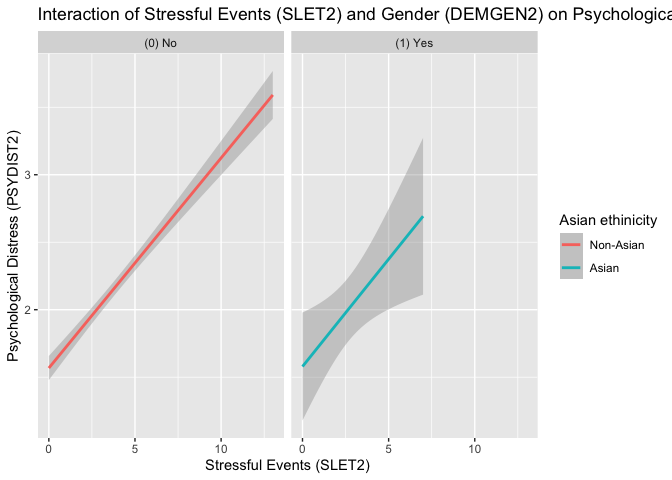 Interaction of Stressful Events (SLET2) and Gender (DEMGEN2) on Psychologica
(0) No
(1) Yes
Psychological Distress (PSYDIST2)
3
2
0
5
10
0
5
10
Stressful Events (SLET2)
Asian ethinicity
Non-Asian
Asian